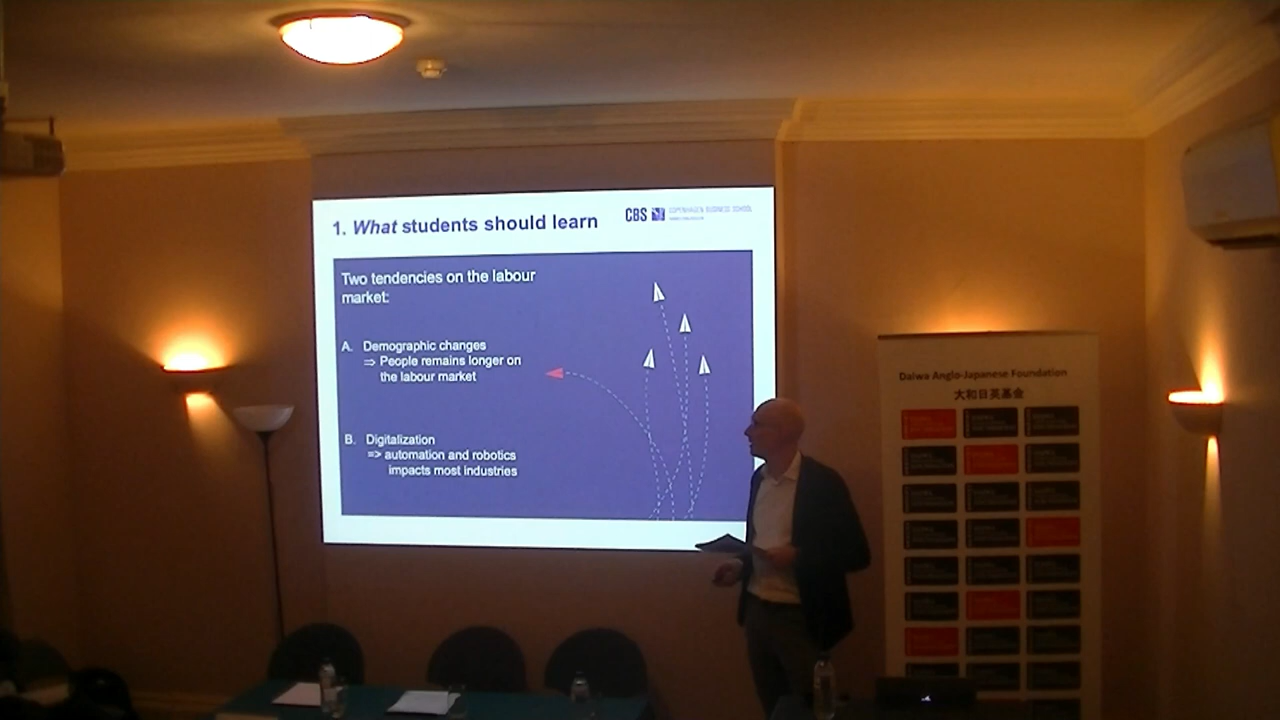 1. What students should learn
CBS COPENHAGEN BUSINESS SCHOOL
Two tendencies on the labour
market:
A. Demographic changes
⇒ People remains longer on
the labour market
B. Digitalization
=> automation and robotics
impacts most industries
Daiwa Anglo-Japanese Foundation
大和日英基金